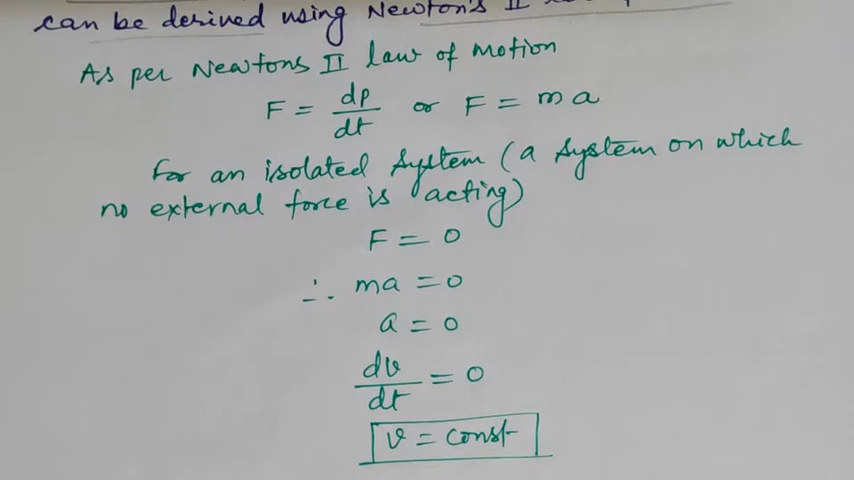 can be derived using Newton's II
As per Newtons II law of Motion
F = dp/dt or F = ma
For an isolated System (a System on which
no external force is acting)
F = 0
∴ ma = 0
a = 0
dv/dt = 0
v = const